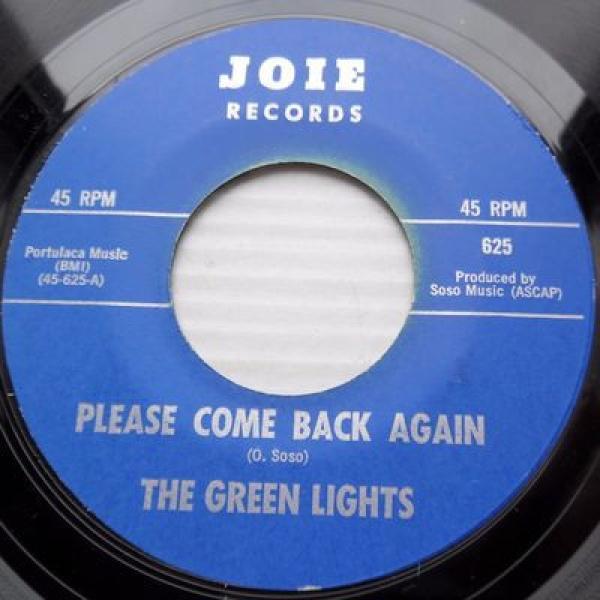 JOIE
RECORDS
45 RPM
45 RPM
Portulaca Music
(BMI)
(45-625-A)
625
Produced by
Soso Music (ASCAP)
PLEASE COME BACK AGAIN
(O. Soso)
THE GREEN LIGHTS